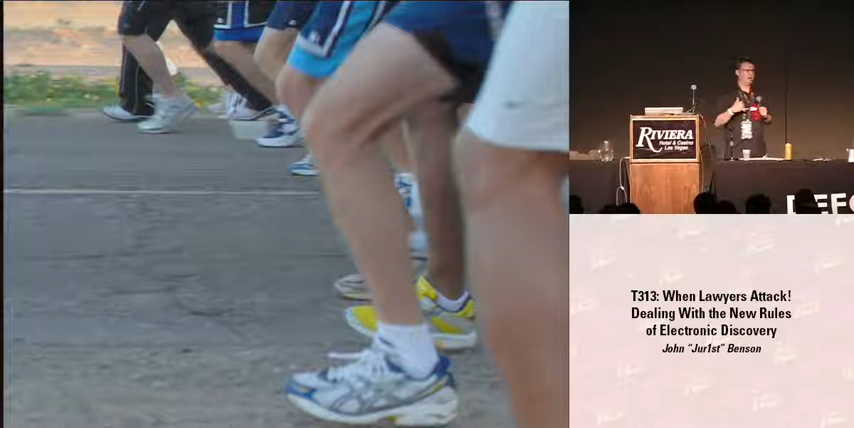 RIVIERA
Hotel & Casino
Las Vegas
DEFC
T313: When Lawyers Attack!
Dealing With the New Rules
of Electronic Discovery
John "Jur1st" Benson